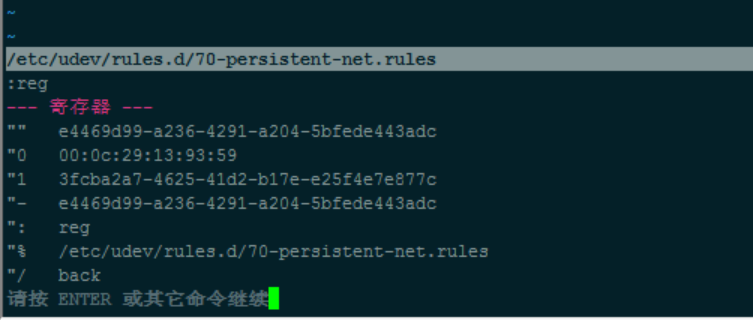 ~
~
/etc/udev/rules.d/70-persistent-net.rules
:reg
--- 寄存器 ---
""   e4469d99-a236-4291-a204-5bfede443adc
"0   00:0c:29:13:93:59
"1   3fcba2a7-4625-41d2-b17e-e25f4e7e877c
"-   e4469d99-a236-4291-a204-5bfede443adc
":   reg
"%   /etc/udev/rules.d/70-persistent-net.rules
"/   back
请按 ENTER 或其它命令继续